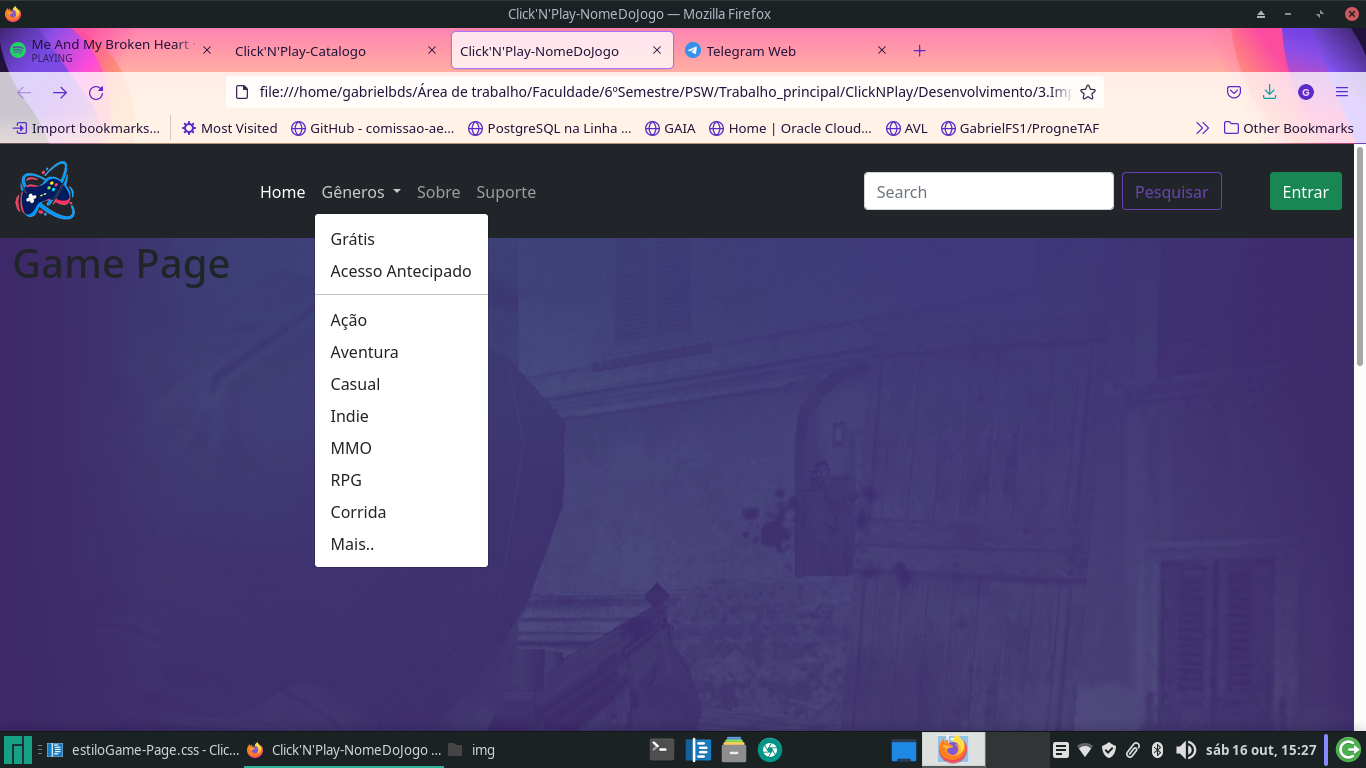 Click'N'Play-NomeDoJogo — Mozilla Firefox
Me And My Broken Heart
PLAYING
Click'N'Play-Catalogo
Click'N'Play-NomeDoJogo
Telegram Web
file:///home/gabrielbds/Área de trabalho/Faculdade/6ºSemestre/PSW/Trabalho_principal/ClickNPlay/Desenvolvimento/3.Imp
G
Import bookmarks...
Most Visited
GitHub - comissao-ae...
PostgreSQL na Linha ...
GAIA
Home | Oracle Cloud...
AVL
GabrielFS1/ProgneTAF
Other Bookmarks
Home
Gêneros
Sobre
Suporte
Search
Pesquisar
Entrar
Game Page
Grátis
Acesso Antecipado
Ação
Aventura
Casual
Indie
MMO
RPG
Corrida
Mais..
estiloGame-Page.css - Clic...
Click'N'Play-NomeDoJogo ...
img
sáb 16 out, 15:27